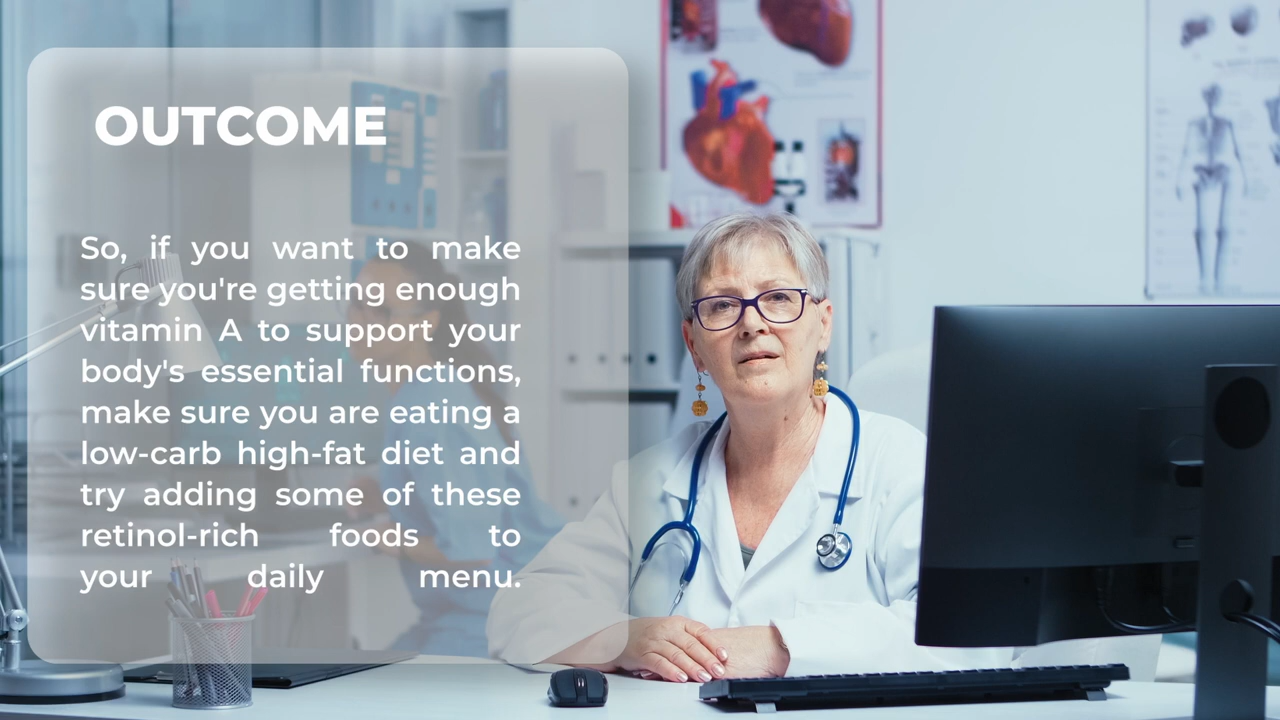 OUTCOME
So, if you want to make
sure you're getting enough
vitamin A to support your
body's essential functions,
make sure you are eating a
low-carb high-fat diet and
try adding some of these
retinol-rich foods to
your daily menu.